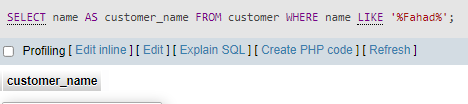 SELECT name AS customer_name FROM customer WHERE name LIKE '%Fahad%';
Profiling [ Edit inline ] [ Edit ] [ Explain SQL ] [ Create PHP code ] [ Refresh ]
customer_name